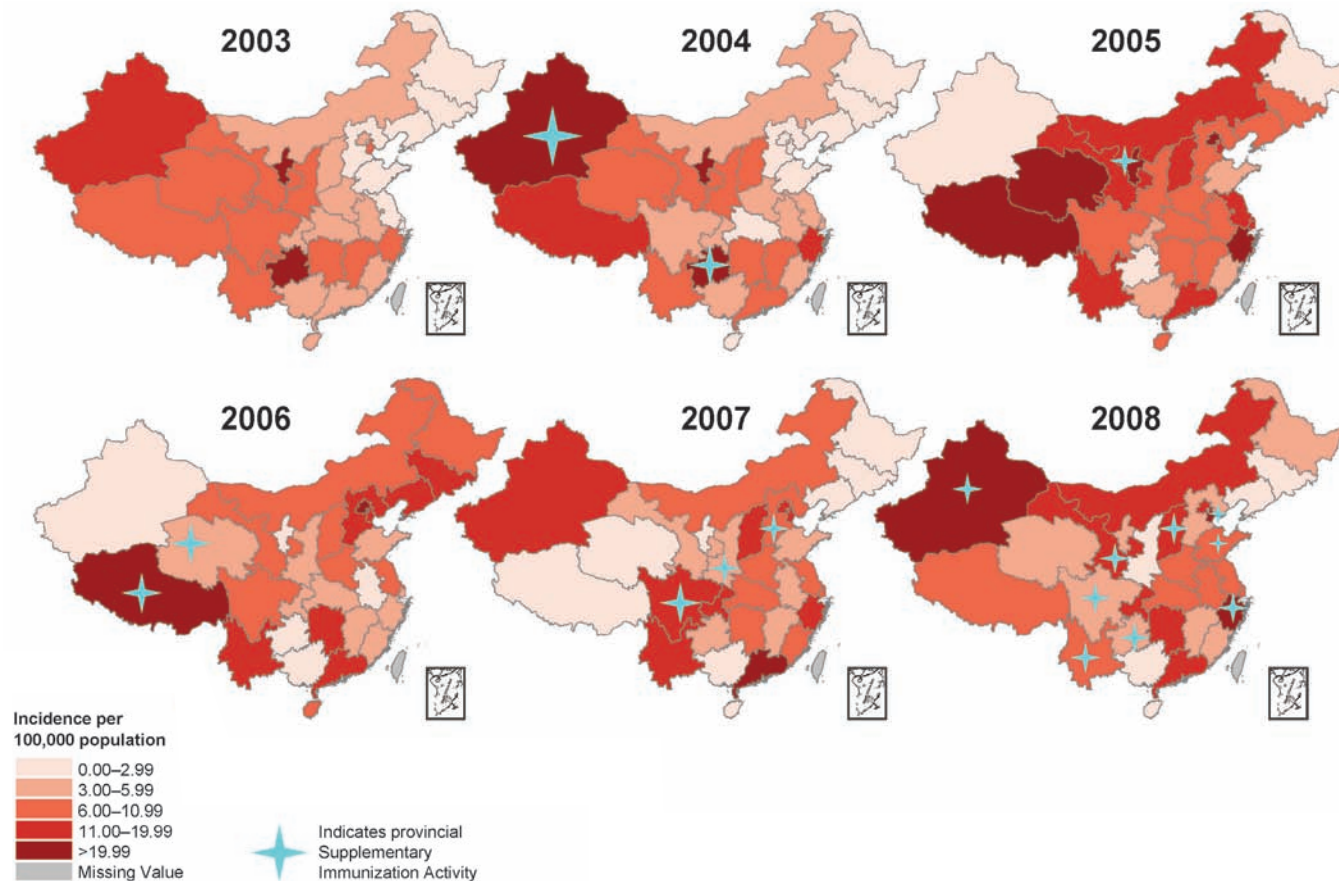 2003
2004
2005
2006
2007
2008
Incidence per
100,000 population
0.00–2.99
3.00–5.99
6.00–10.99
11.00–19.99
>19.99
Missing Value
Indicates provincial
Supplementary
Immunization Activity